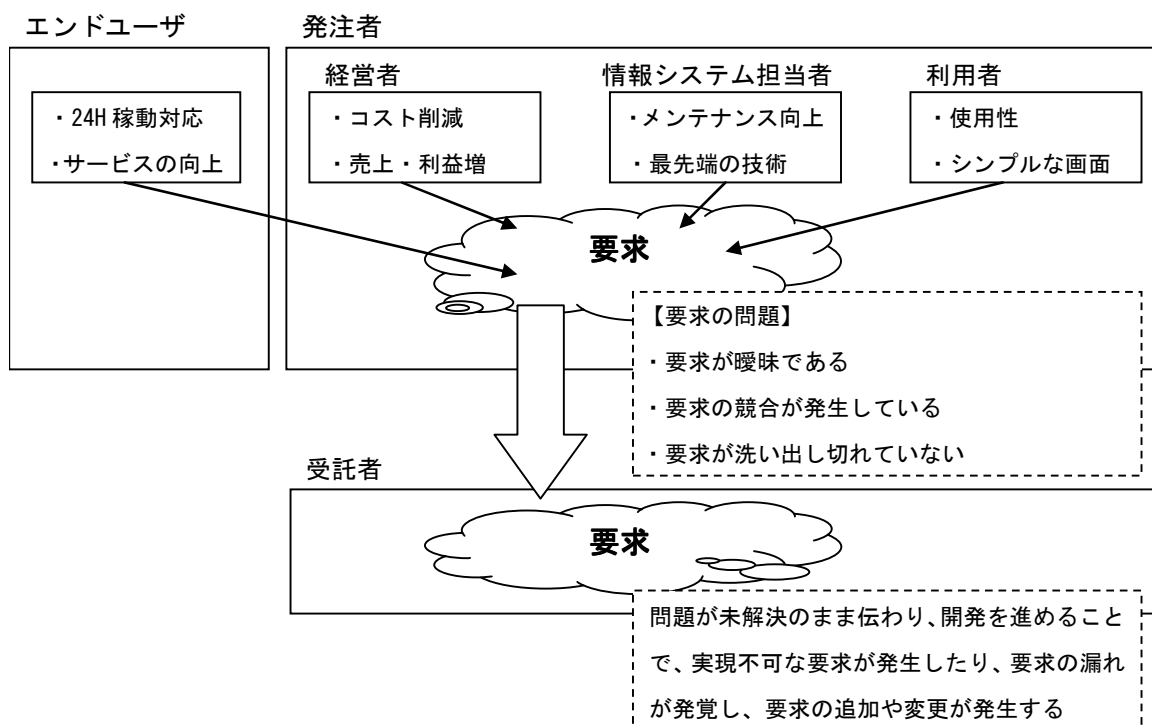 エンドユーザ
発注者
経営者
情報システム担当者
利用者
・24H 稼動対応
・サービスの向上
・コスト削減
・売上・利益増
・メンテナンス向上
・最先端の技術
・使用性
・シンプルな画面
要求
【要求の問題】
・要求が曖昧である
・要求の競合が発生している
・要求が洗い出し切れていない
受託者
要求
問題が未解決のまま伝わり、開発を進めること
で、実現不可な要求が発生したり、要求の漏れ
が発覚し、要求の追加や変更が発生する